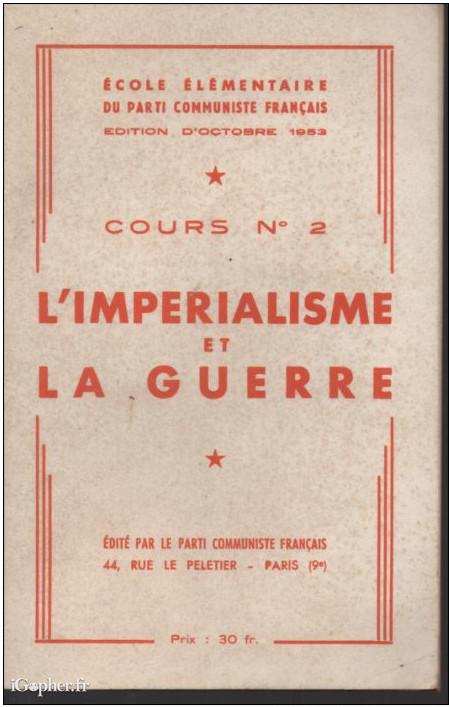 ÉCOLE ÉLÉMENTAIRE
DU PARTI COMMUNISTE FRANÇAIS
EDITION D'OCTOBRE 1953
COURS Nº 2
L'IMPERIALISME
ET
LA GUERRE
ÉDITÉ PAR LE PARTI COMMUNISTE FRANÇAIS
44, RUE LE PELETIER - PARIS (9e)
Prix : 30 fr.
iGopher.fr